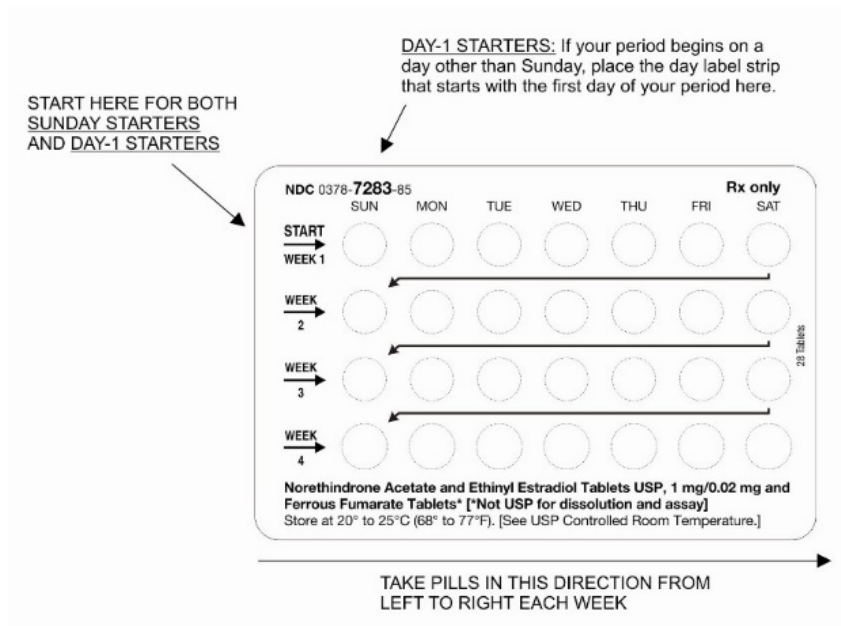 DAY-1 STARTERS: If your period begins on a
day other than Sunday, place the day label strip
that starts with the first day of your period here.
START HERE FOR BOTH
SUNDAY STARTERS
AND DAY-1 STARTERS
NDC 0378-7283-85
Rx only
SUN MON TUE WED THU FRI SAT
START
WEEK 1
WEEK
2
WEEK
3
WEEK
4
28 Tablets
Norethindrone Acetate and Ethinyl Estradiol Tablets USP, 1 mg/0.02 mg and
Ferrous Fumarate Tablets* [*Not USP for dissolution and assay]
Store at 20° to 25°C (68° to 77°F). [See USP Controlled Room Temperature.]
TAKE PILLS IN THIS DIRECTION FROM
LEFT TO RIGHT EACH WEEK